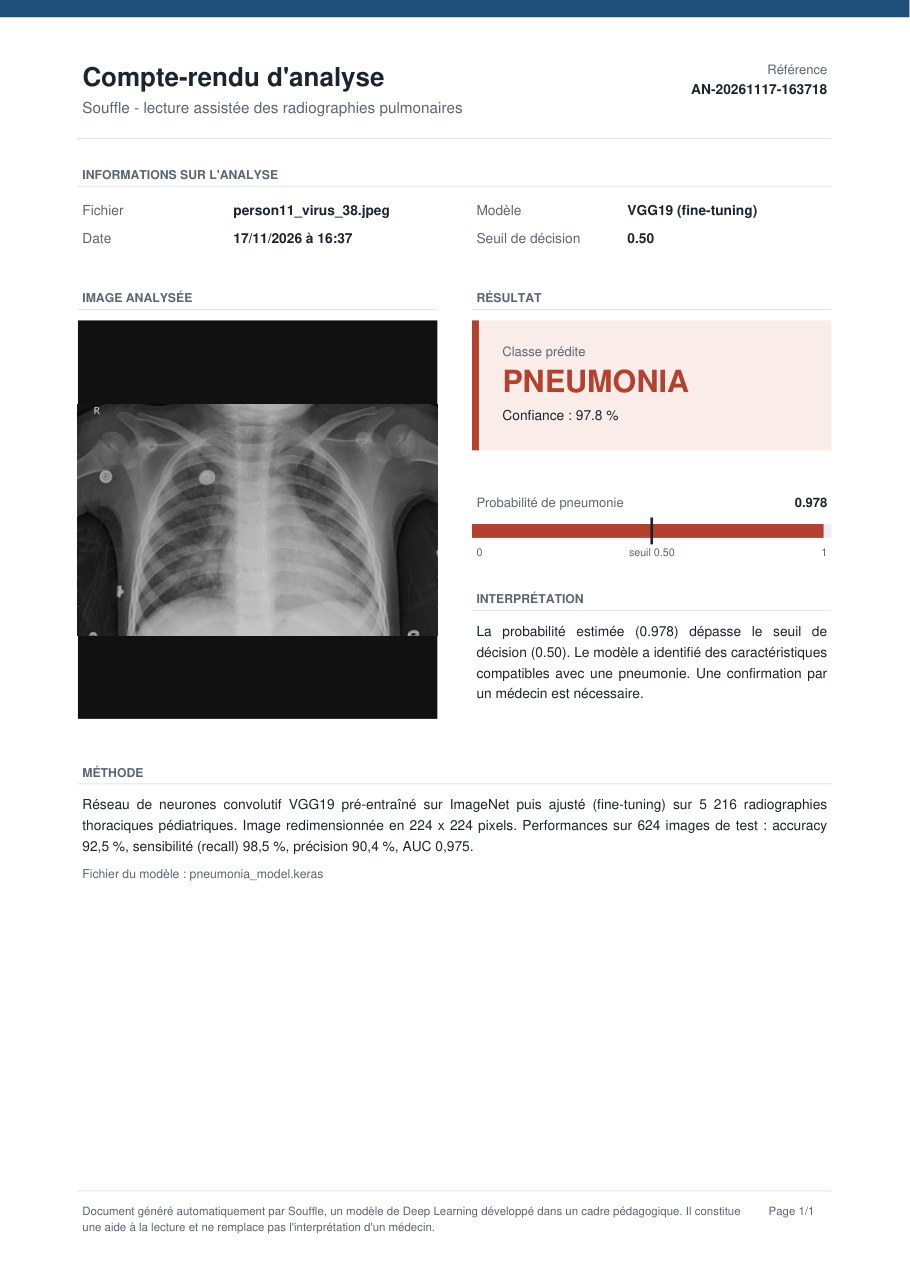 Compte-rendu d'analyse
Souffle - lecture assistée des radiographies pulmonaires
Référence
AN-20261117-163718
INFORMATIONS SUR L'ANALYSE
Fichier person11_virus_38.jpeg Modèle VGG19 (fine-tuning)
Date 17/11/2026 à 16:37 Seuil de décision 0.50
IMAGE ANALYSÉE
R
RÉSULTAT
Classe prédite
PNEUMONIA
Confiance : 97.8 %
Probabilité de pneumonie 0.978
0 seuil 0.50 1
INTERPRÉTATION
La probabilité estimée (0.978) dépasse le seuil de
décision (0.50). Le modèle a identifié des caractéristiques
compatibles avec une pneumonie. Une confirmation par
un médecin est nécessaire.
MÉTHODE
Réseau de neurones convolutif VGG19 pré-entraîné sur ImageNet puis ajusté (fine-tuning) sur 5 216 radiographies
thoraciques pédiatriques. Image redimensionnée en 224 x 224 pixels. Performances sur 624 images de test : accuracy
92,5 %, sensibilité (recall) 98,5 %, précision 90,4 %, AUC 0,975.
Fichier du modèle : pneumonia_model.keras
Document généré automatiquement par Souffle, un modèle de Deep Learning développé dans un cadre pédagogique. Il constitue
une aide à la lecture et ne remplace pas l'interprétation d'un médecin.
Page 1/1